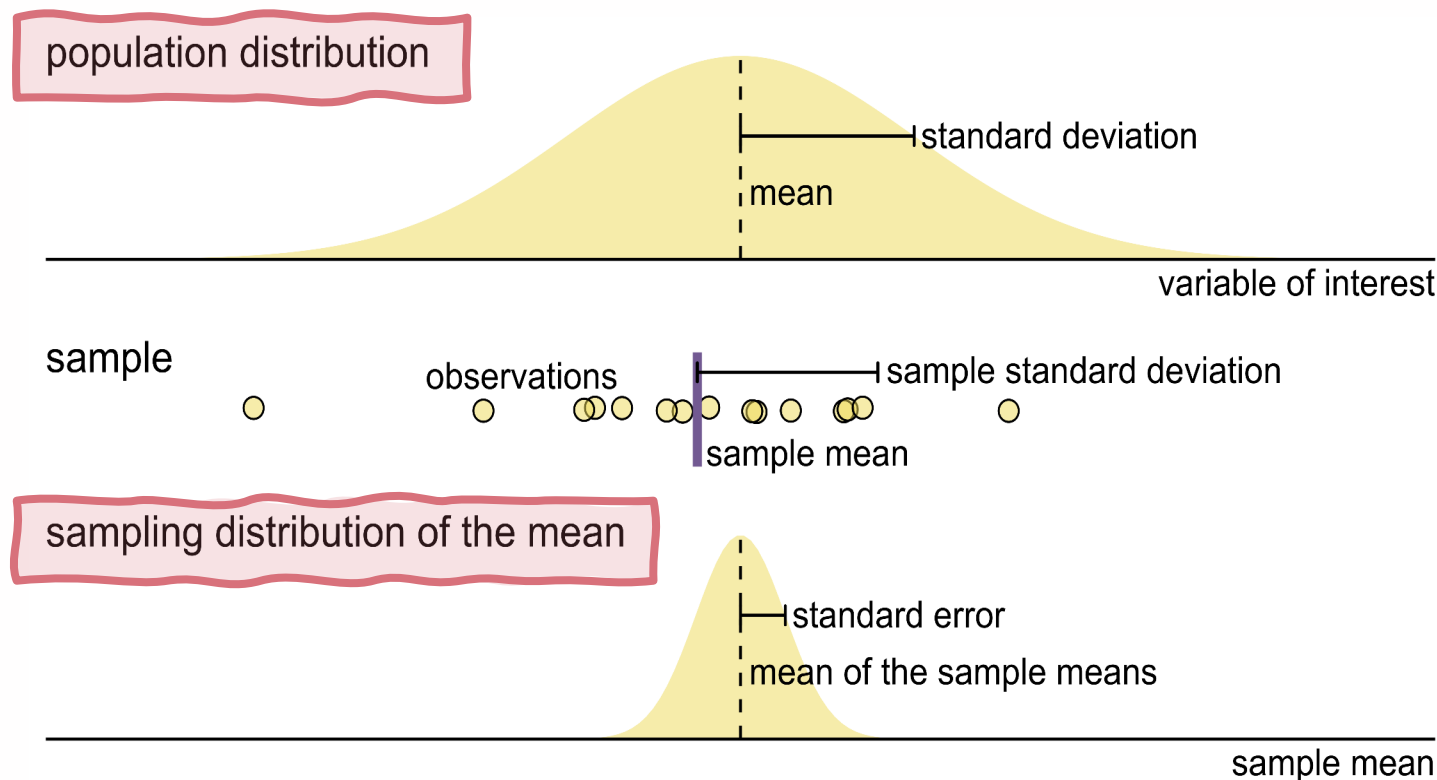 population distribution
standard deviation
mean
variable of interest
sample
observations
sample standard deviation
sample mean
sampling distribution of the mean
standard error
mean of the sample means
sample mean